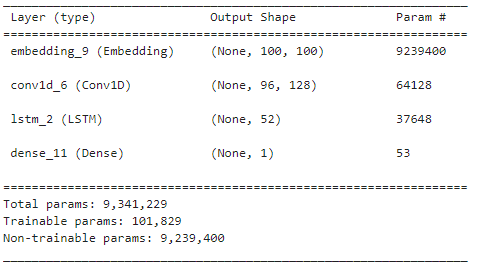 Layer (type) Output Shape Param #
embedding_9 (Embedding) (None, 100, 100) 9239400
conv1d_6 (Conv1D) (None, 96, 128) 64128
lstm_2 (LSTM) (None, 52) 37648
dense_11 (Dense) (None, 1) 53
Total params: 9,341,229
Trainable params: 101,829
Non-trainable params: 9,239,400